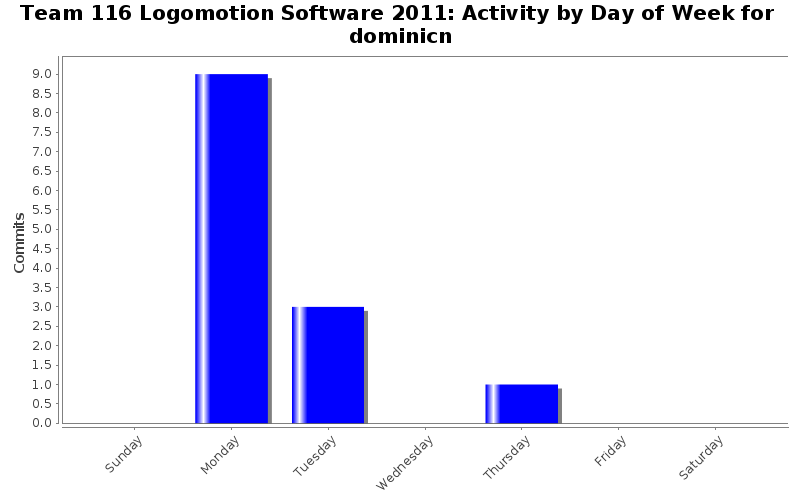 Team 116 Logomotion Software 2011: Activity by Day of Week for
dominicn
Commits
9.0
8.5
8.0
7.5
7.0
6.5
6.0
5.5
5.0
4.5
4.0
3.5
3.0
2.5
2.0
1.5
1.0
0.5
0.0
Sunday
Monday
Tuesday
Wednesday
Thursday
Friday
Saturday